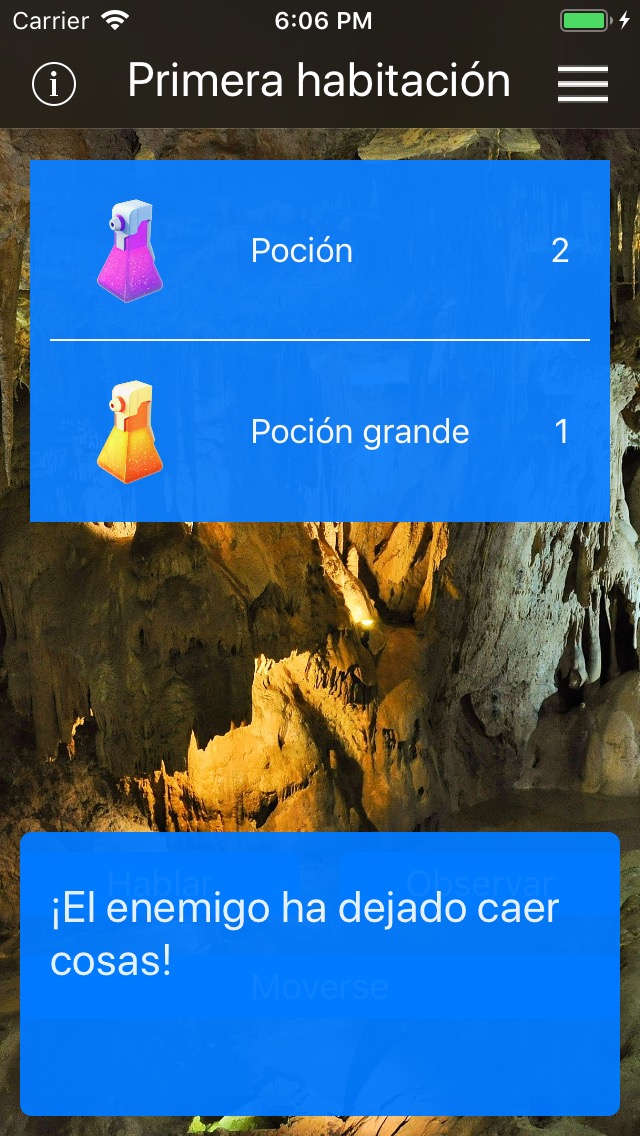 Carrier 6:06 PM
i Primera habitación
Poción 2
Poción grande 1
Hablar Observar
¡El enemigo ha dejado caer
cosas!
Moverse